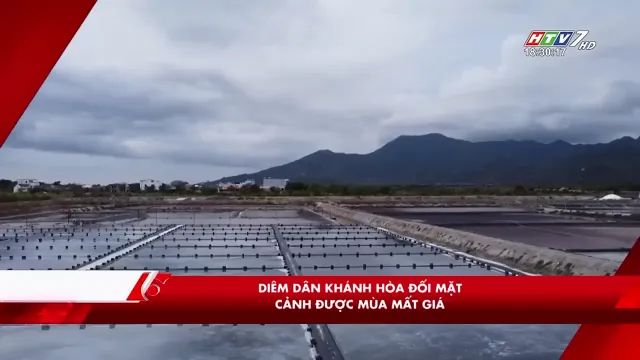 HTV7 HD
18:30:17
DIÊM DÂN KHÁNH HÒA ĐỐI MẶT
CẢNH ĐƯỢC MÙA MẤT GIÁ